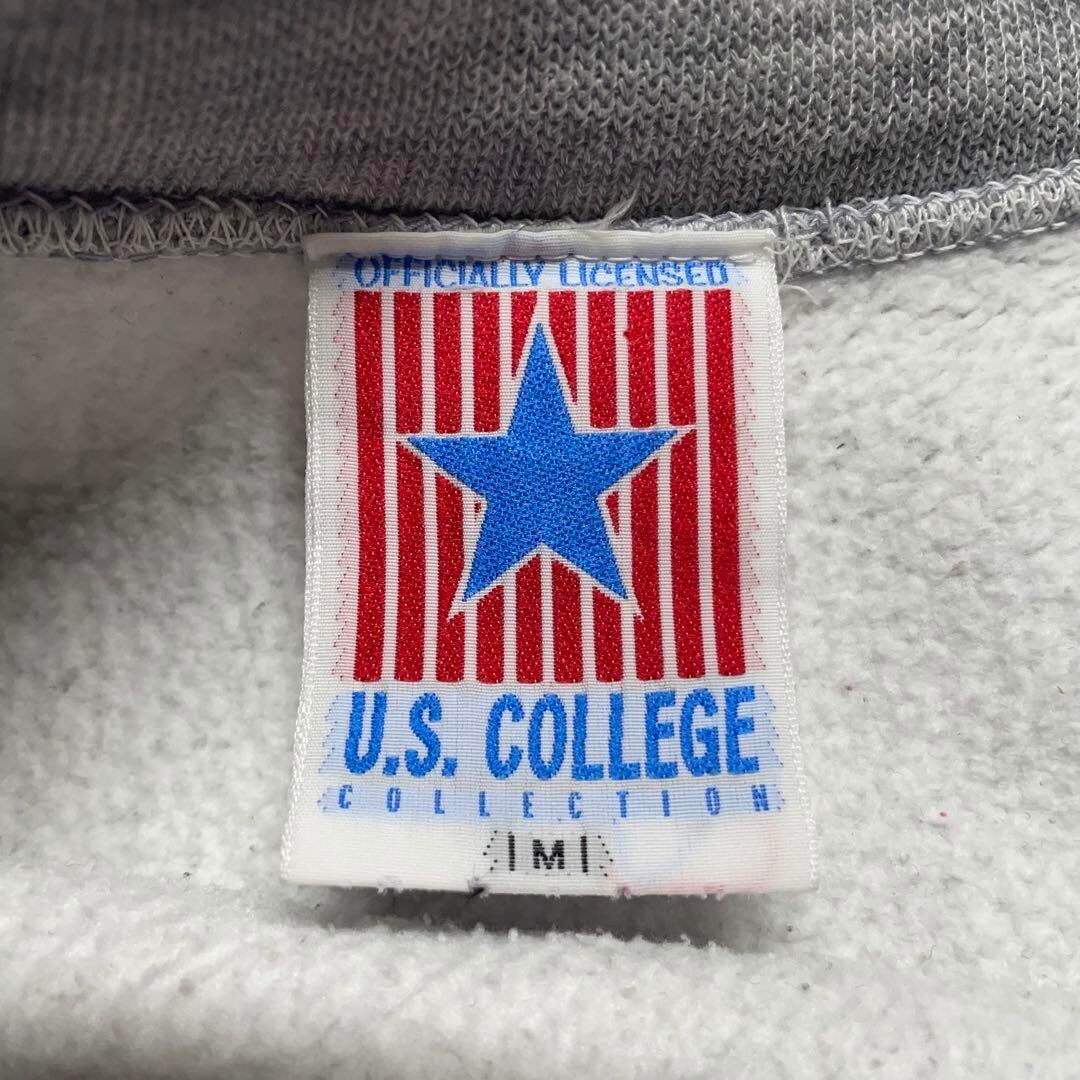 OFFICIALLY LICENSED
U.S. COLLEGE
COLLECTION
|M|